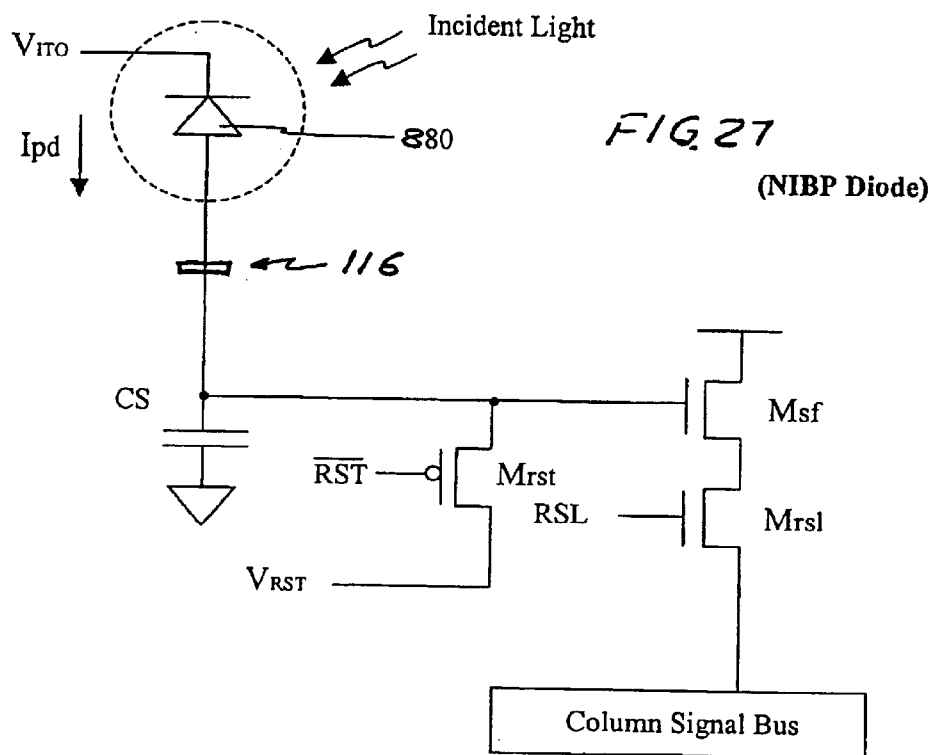 VITO
Incident Light
Ipd
880
FIG. 27
(NIBP Diode)
116
CS
Msf
RST
Mrst
RSL
Mrsl
VRST
Column Signal Bus